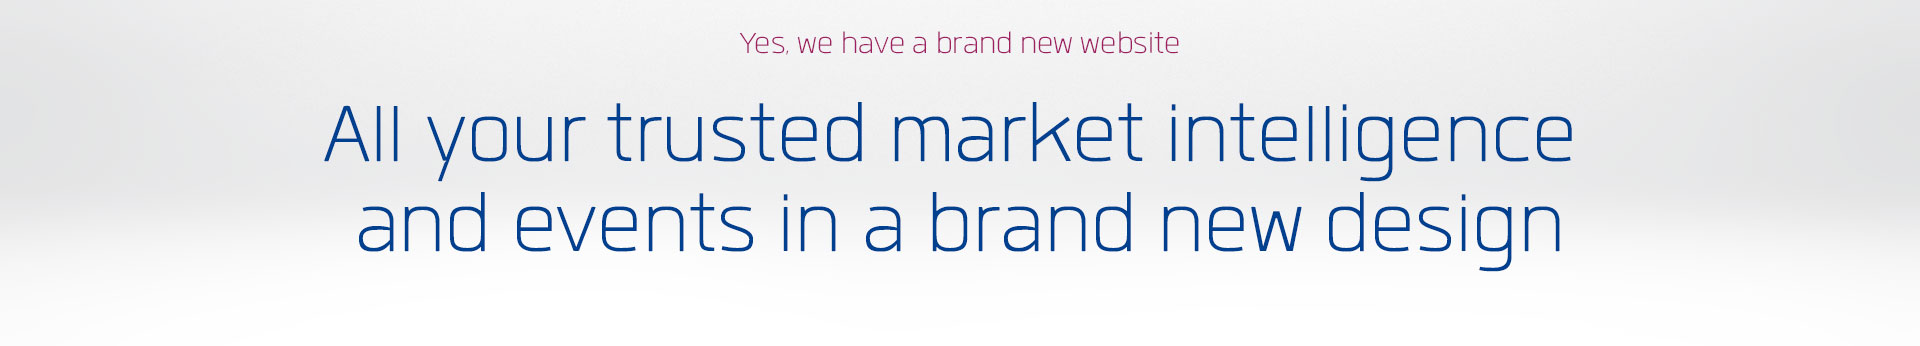 Yes, we have a brand new website
All your trusted market intelligence
and events in a brand new design